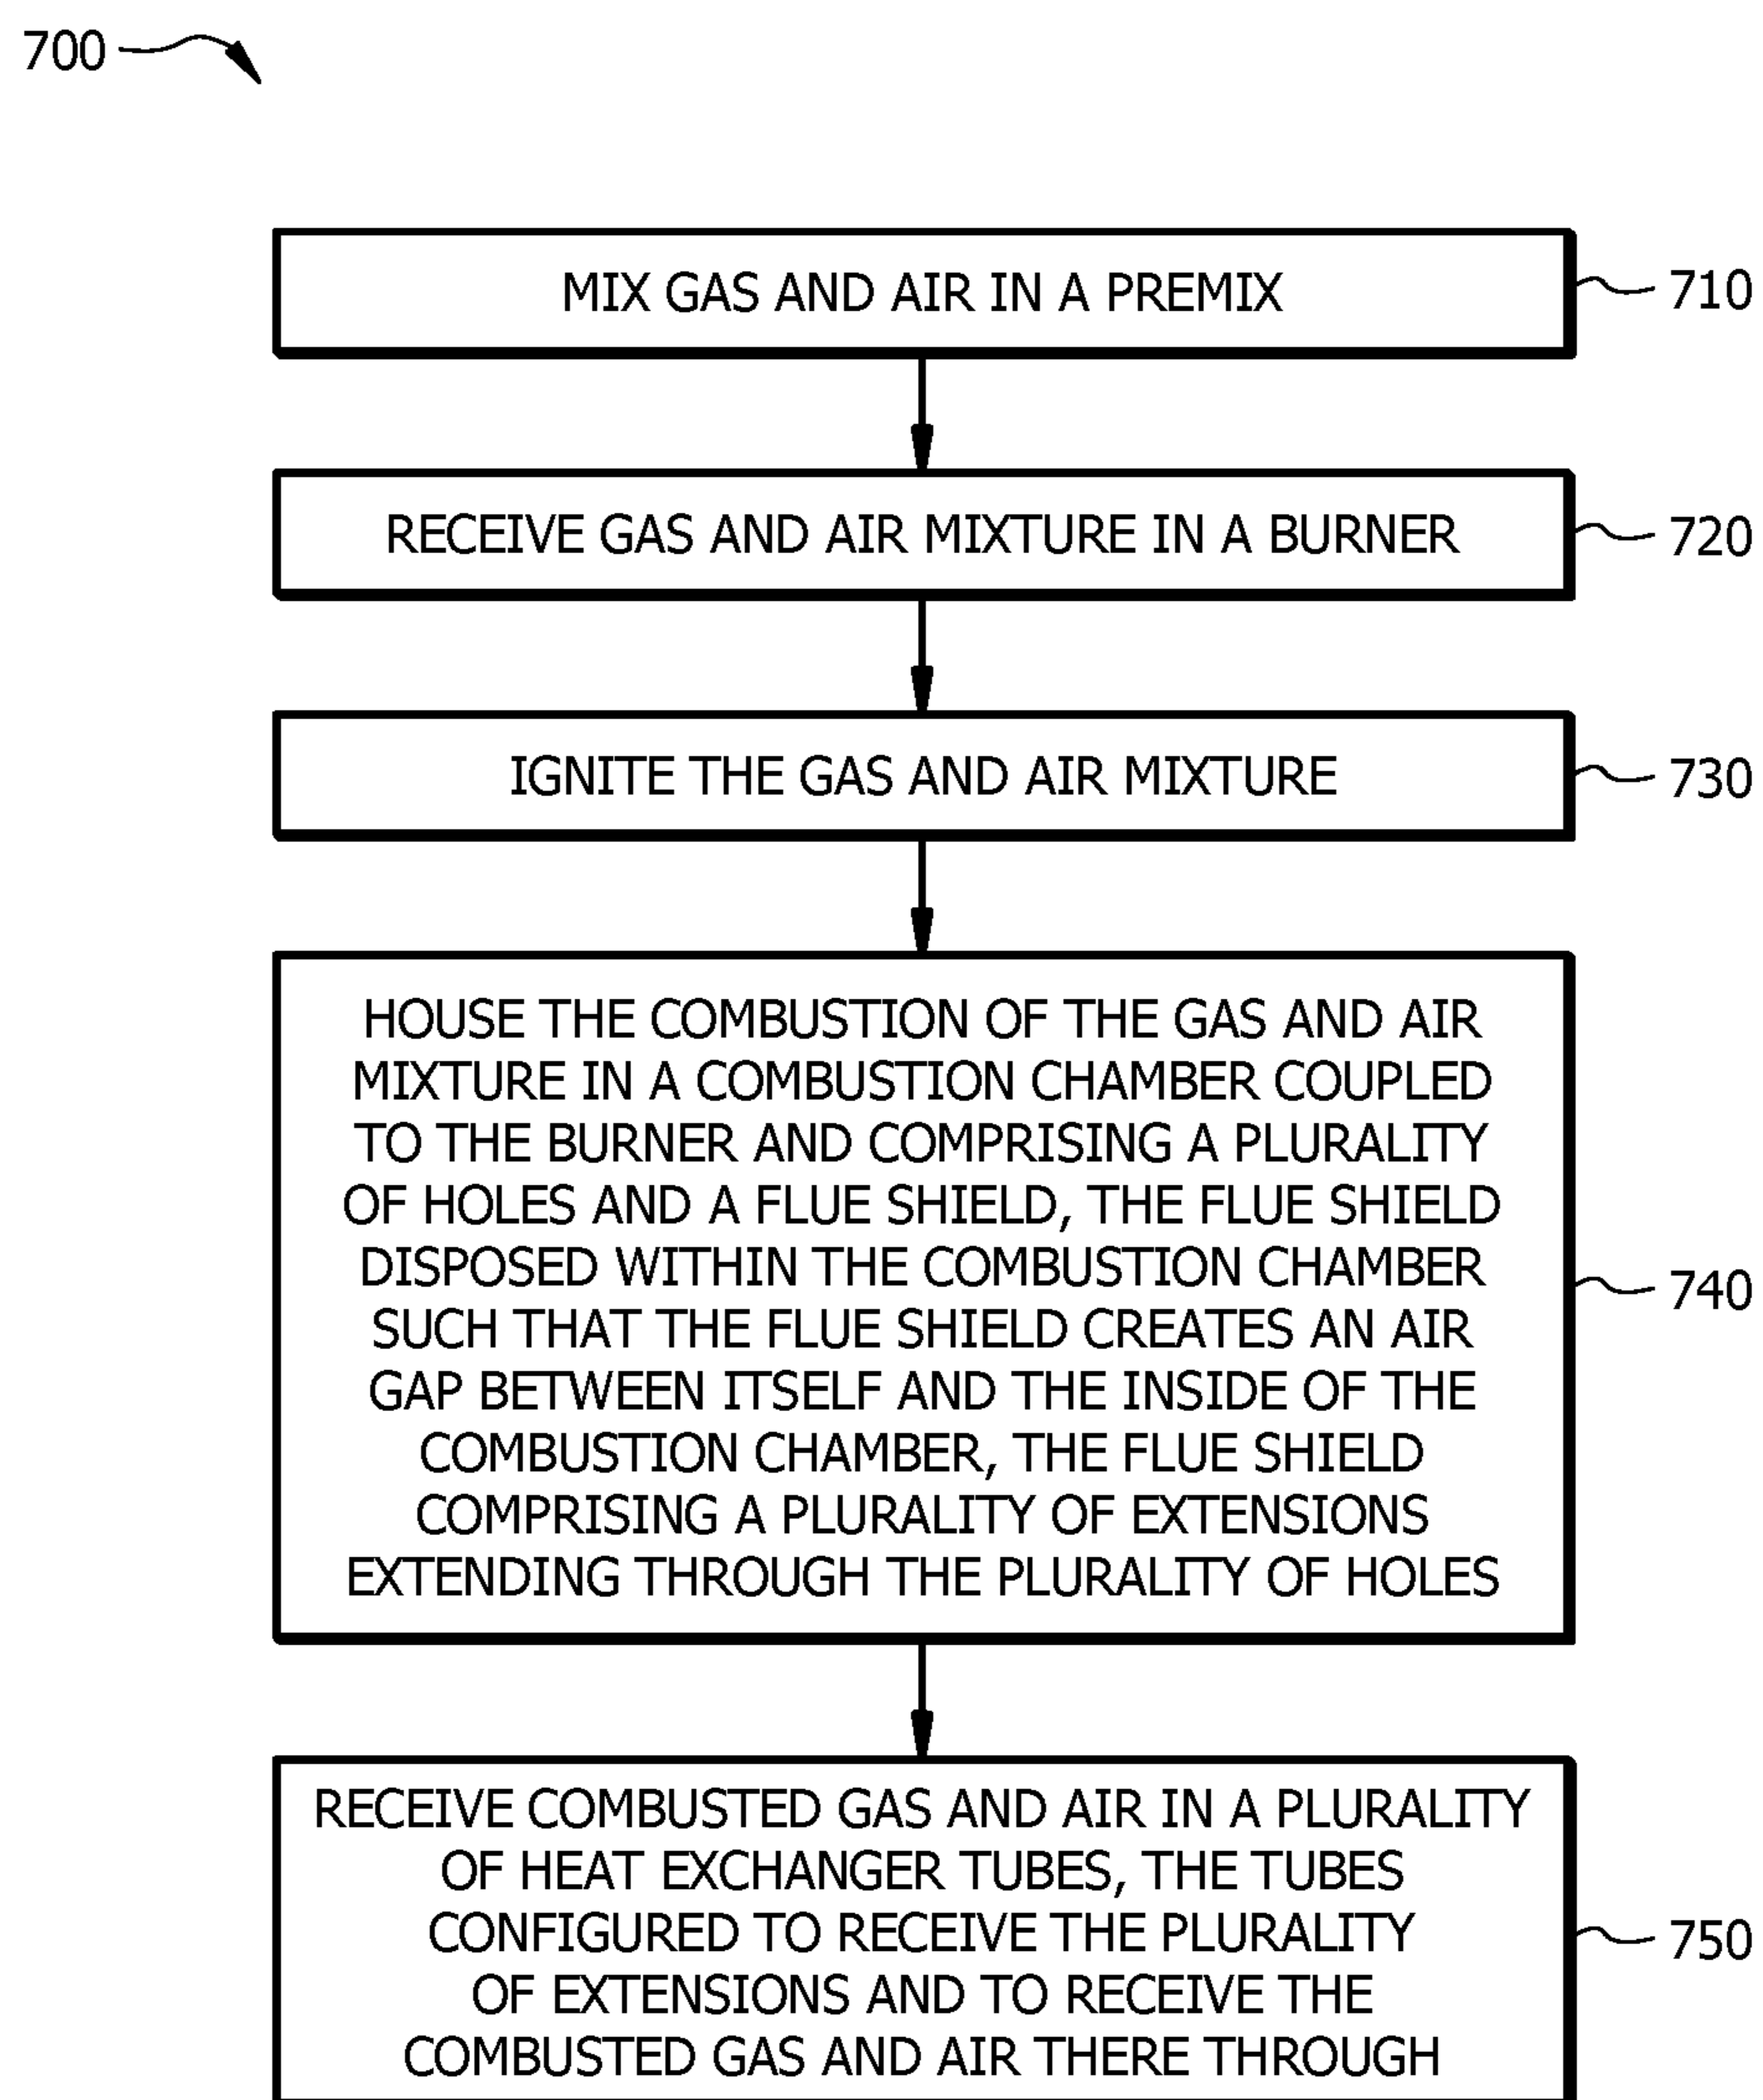 700
MIX GAS AND AIR IN A PREMIX
710
RECEIVE GAS AND AIR MIXTURE IN A BURNER
720
IGNITE THE GAS AND AIR MIXTURE
730
HOUSE THE COMBUSTION OF THE GAS AND AIR
MIXTURE IN A COMBUSTION CHAMBER COUPLED
TO THE BURNER AND COMPRISING A PLURALITY
OF HOLES AND A FLUE SHIELD, THE FLUE SHIELD
DISPOSED WITHIN THE COMBUSTION CHAMBER
SUCH THAT THE FLUE SHIELD CREATES AN AIR
GAP BETWEEN ITSELF AND THE INSIDE OF THE
COMBUSTION CHAMBER, THE FLUE SHIELD
COMPRISING A PLURALITY OF EXTENSIONS
EXTENDING THROUGH THE PLURALITY OF HOLES
740
RECEIVE COMBUSTED GAS AND AIR IN A PLURALITY
OF HEAT EXCHANGER TUBES, THE TUBES
CONFIGURED TO RECEIVE THE PLURALITY
OF EXTENSIONS AND TO RECEIVE THE
COMBUSTED GAS AND AIR THERE THROUGH
750